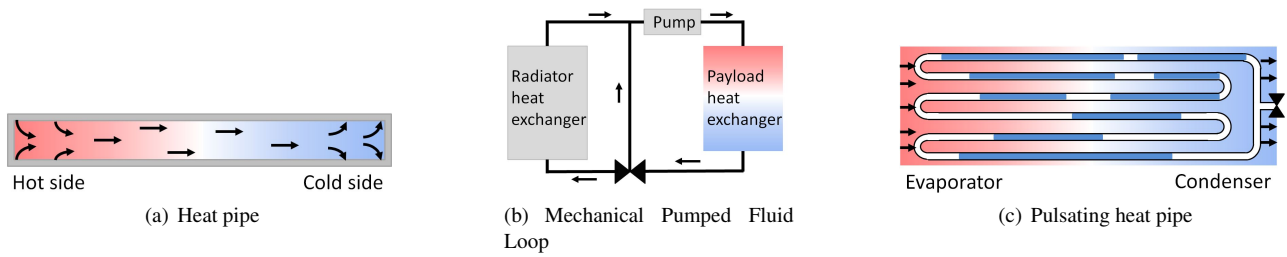 Hot side
Cold side
(a) Heat pipe
Pump
Radiator
heat
exchanger
Payload
heat
exchanger
(b) Mechanical Pumped Fluid
Loop
Evaporator
Condenser
(c) Pulsating heat pipe